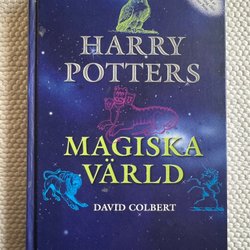 HARRY
POTTERS
MAGISKA
VÄRLD
DAVID COLBERT